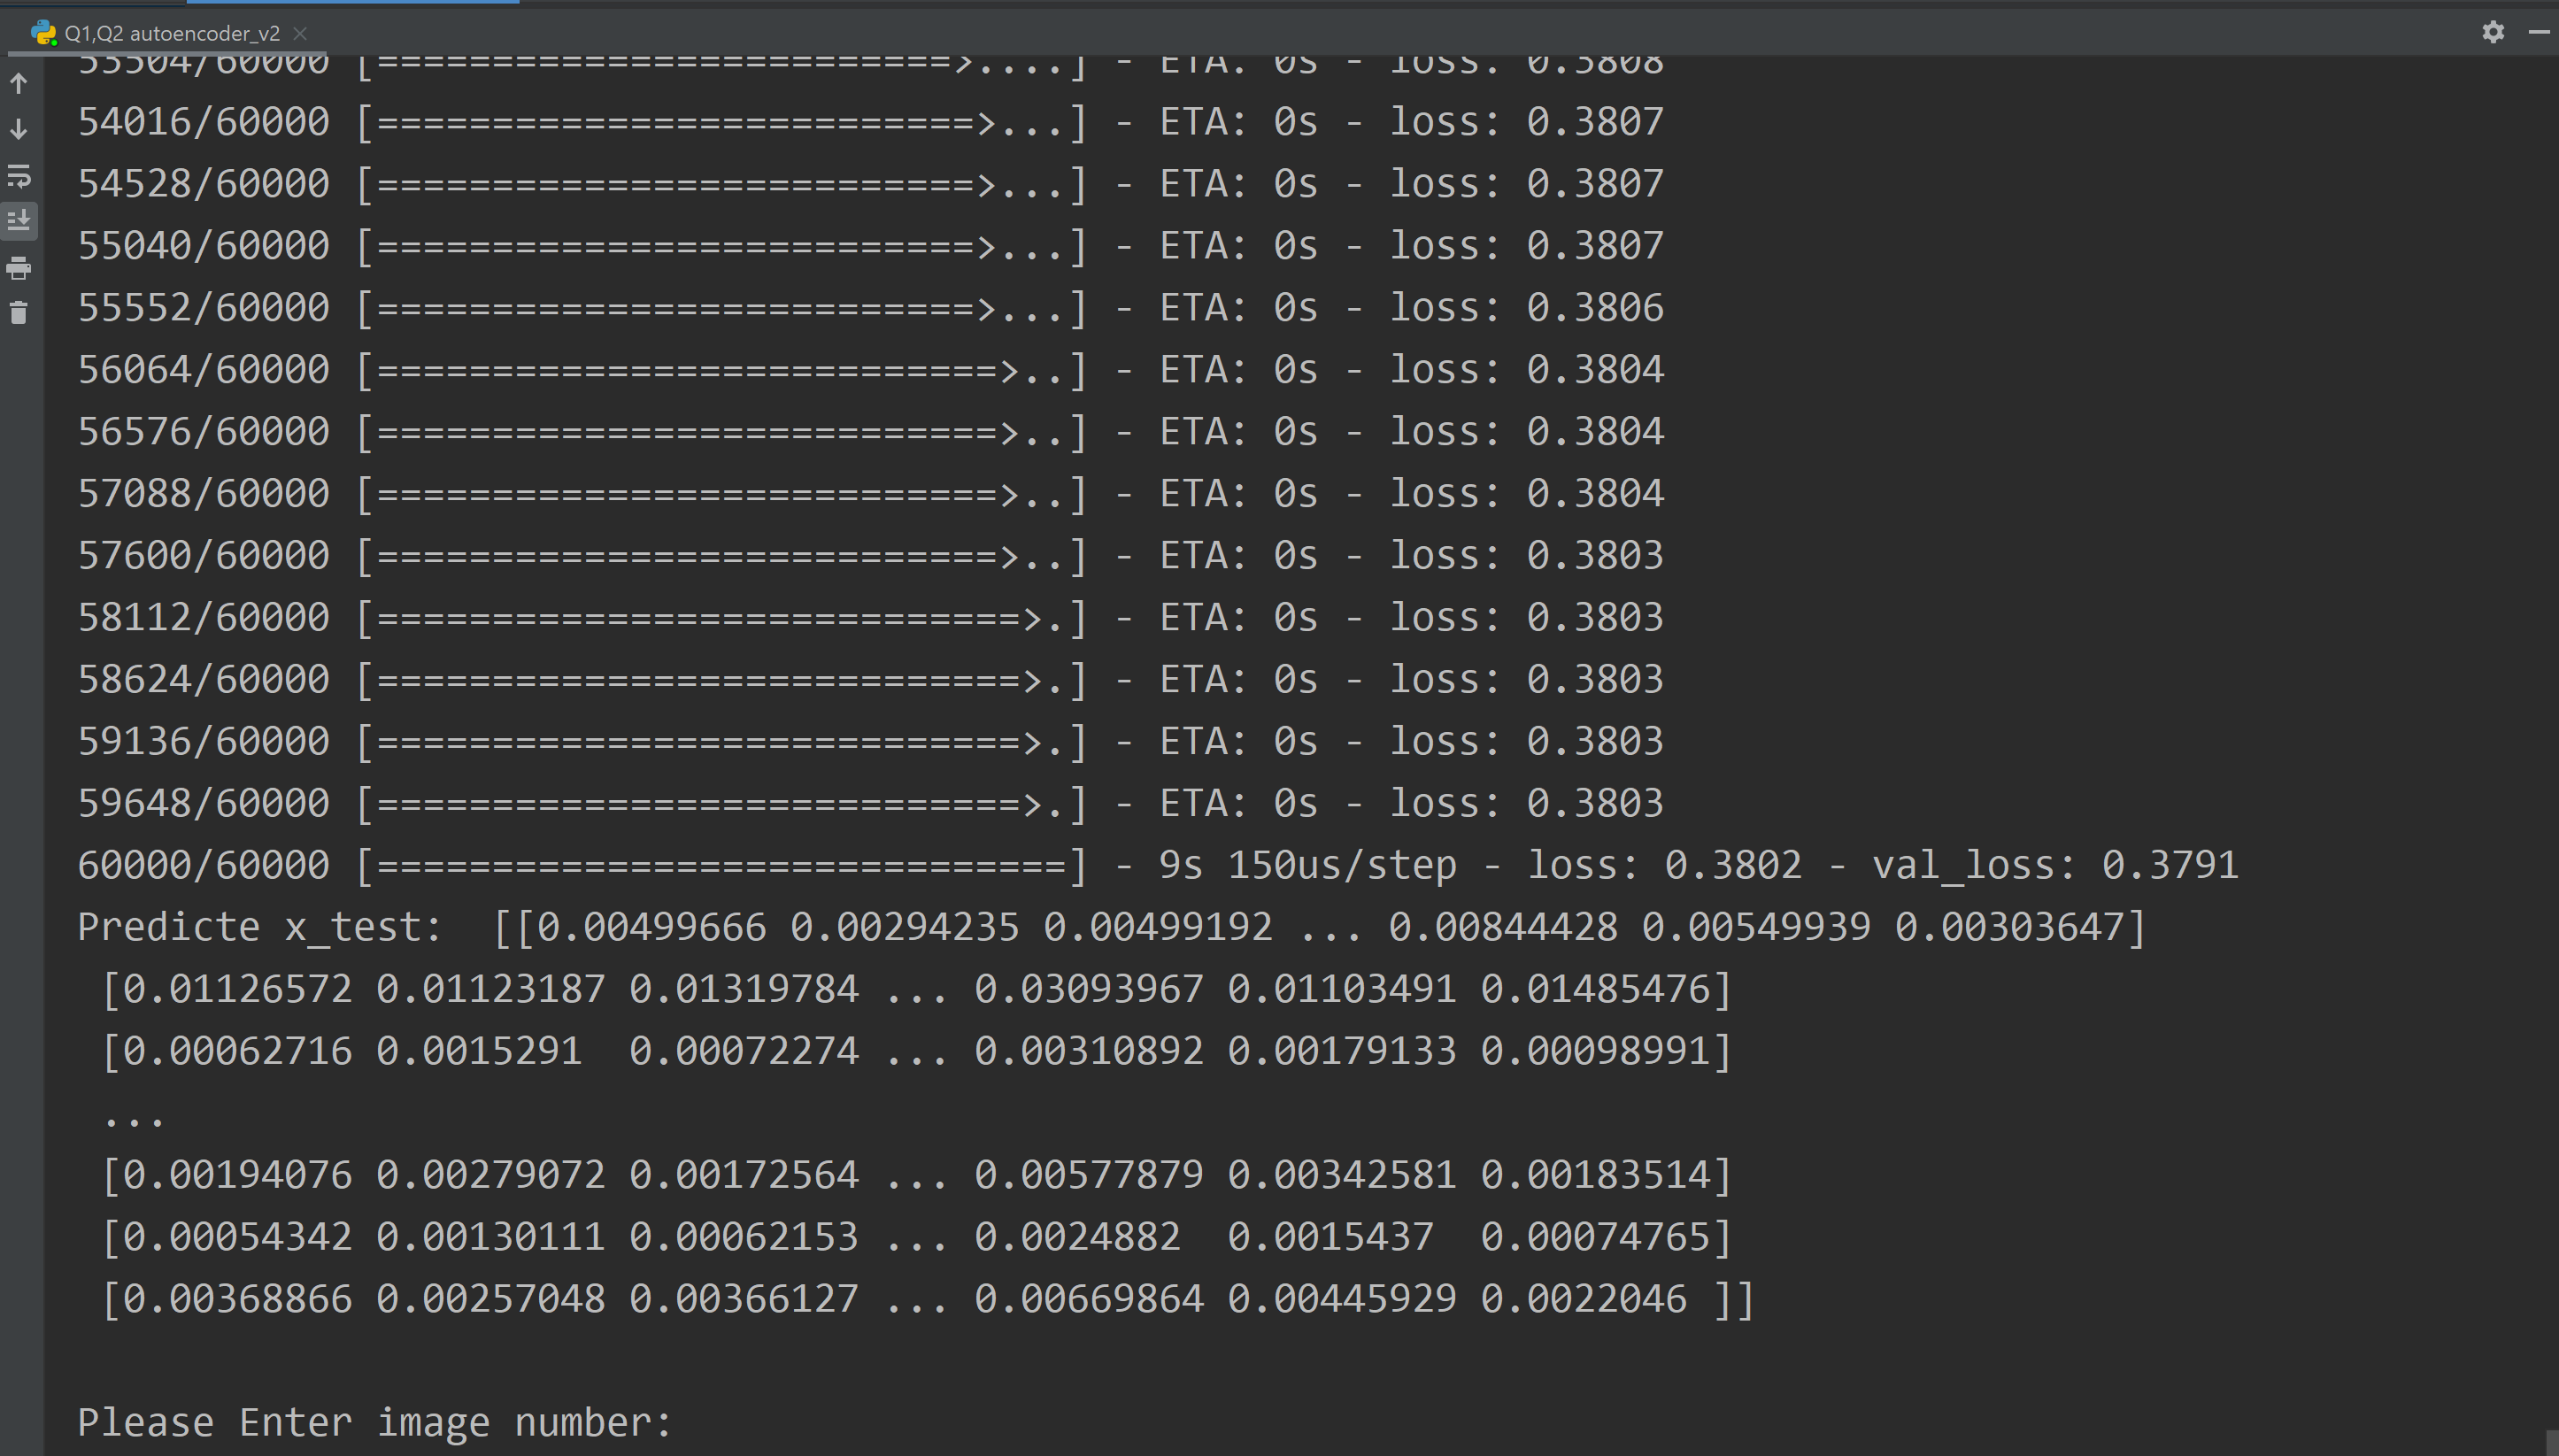 Q1,Q2 autoencoder_v2
53504/60000 [=========================>....] - ETA: 0s - loss: 0.3808
54016/60000 [==========================>...] - ETA: 0s - loss: 0.3807
54528/60000 [==========================>...] - ETA: 0s - loss: 0.3807
55040/60000 [==========================>...] - ETA: 0s - loss: 0.3807
55552/60000 [==========================>...] - ETA: 0s - loss: 0.3806
56064/60000 [===========================>..] - ETA: 0s - loss: 0.3804
56576/60000 [===========================>..] - ETA: 0s - loss: 0.3804
57088/60000 [===========================>..] - ETA: 0s - loss: 0.3804
57600/60000 [===========================>..] - ETA: 0s - loss: 0.3803
58112/60000 [============================>.] - ETA: 0s - loss: 0.3803
58624/60000 [============================>.] - ETA: 0s - loss: 0.3803
59136/60000 [============================>.] - ETA: 0s - loss: 0.3803
59648/60000 [============================>.] - ETA: 0s - loss: 0.3803
60000/60000 [==============================] - 9s 150us/step - loss: 0.3802 - val_loss: 0.3791
Predicte x_test:  [[0.00499666 0.00294235 0.00499192 ... 0.00844428 0.00549939 0.00303647]
 [0.01126572 0.01123187 0.01319784 ... 0.03093967 0.01103491 0.01485476]
 [0.00062716 0.0015291  0.00072274 ... 0.00310892 0.00179133 0.00098991]
 ...
 [0.00194076 0.00279072 0.00172564 ... 0.00577879 0.00342581 0.00183514]
 [0.00054342 0.00130111 0.00062153 ... 0.0024882  0.0015437  0.00074765]
 [0.00368866 0.00257048 0.00366127 ... 0.00669864 0.00445929 0.0022046 ]]
Please Enter image number: